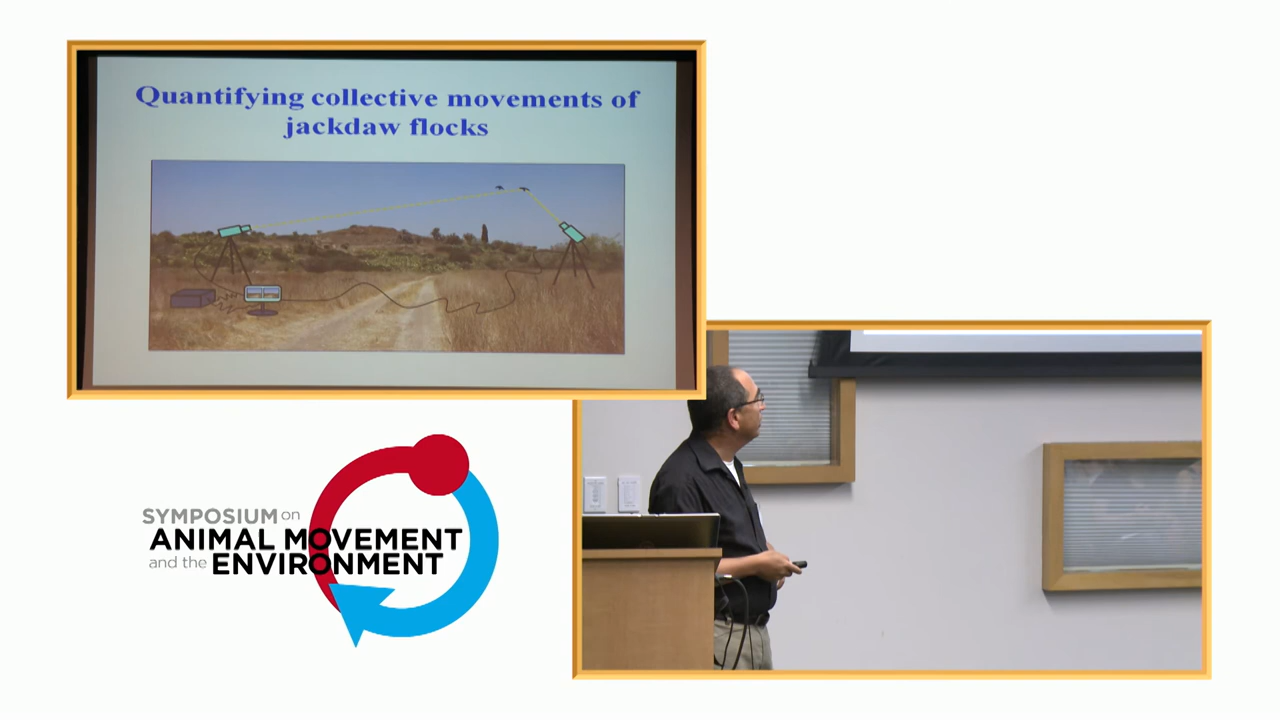 Quantifying collective movements of
jackdaw flocks
SYMPOSIUM on
ANIMAL MOVEMENT
and the ENVIRONMENT